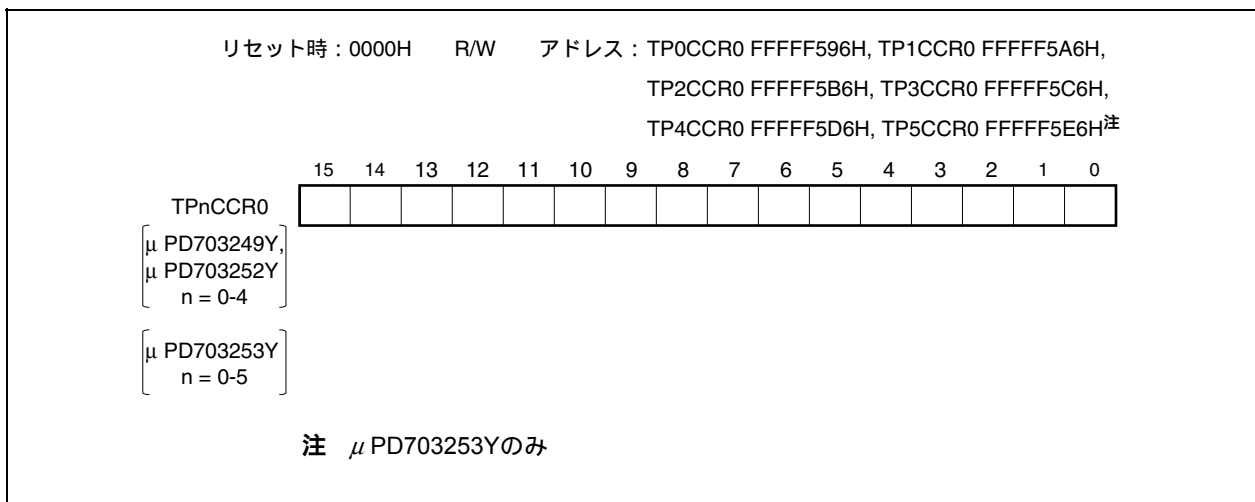 リセット時：0000H R/W アドレス：TP0CCR0 FFFFF596H, TP1CCR0 FFFFF5A6H,
TP2CCR0 FFFFF5B6H, TP3CCR0 FFFFF5C6H,
TP4CCR0 FFFFF5D6H, TP5CCR0 FFFFF5E6H注
15 14 13 12 11 10 9 8 7 6 5 4 3 2 1 0
TPnCCR0
μ PD703249Y,
μ PD703252Y
n = 0-4
μ PD703253Y
n = 0-5
注 μ PD703253Yのみ